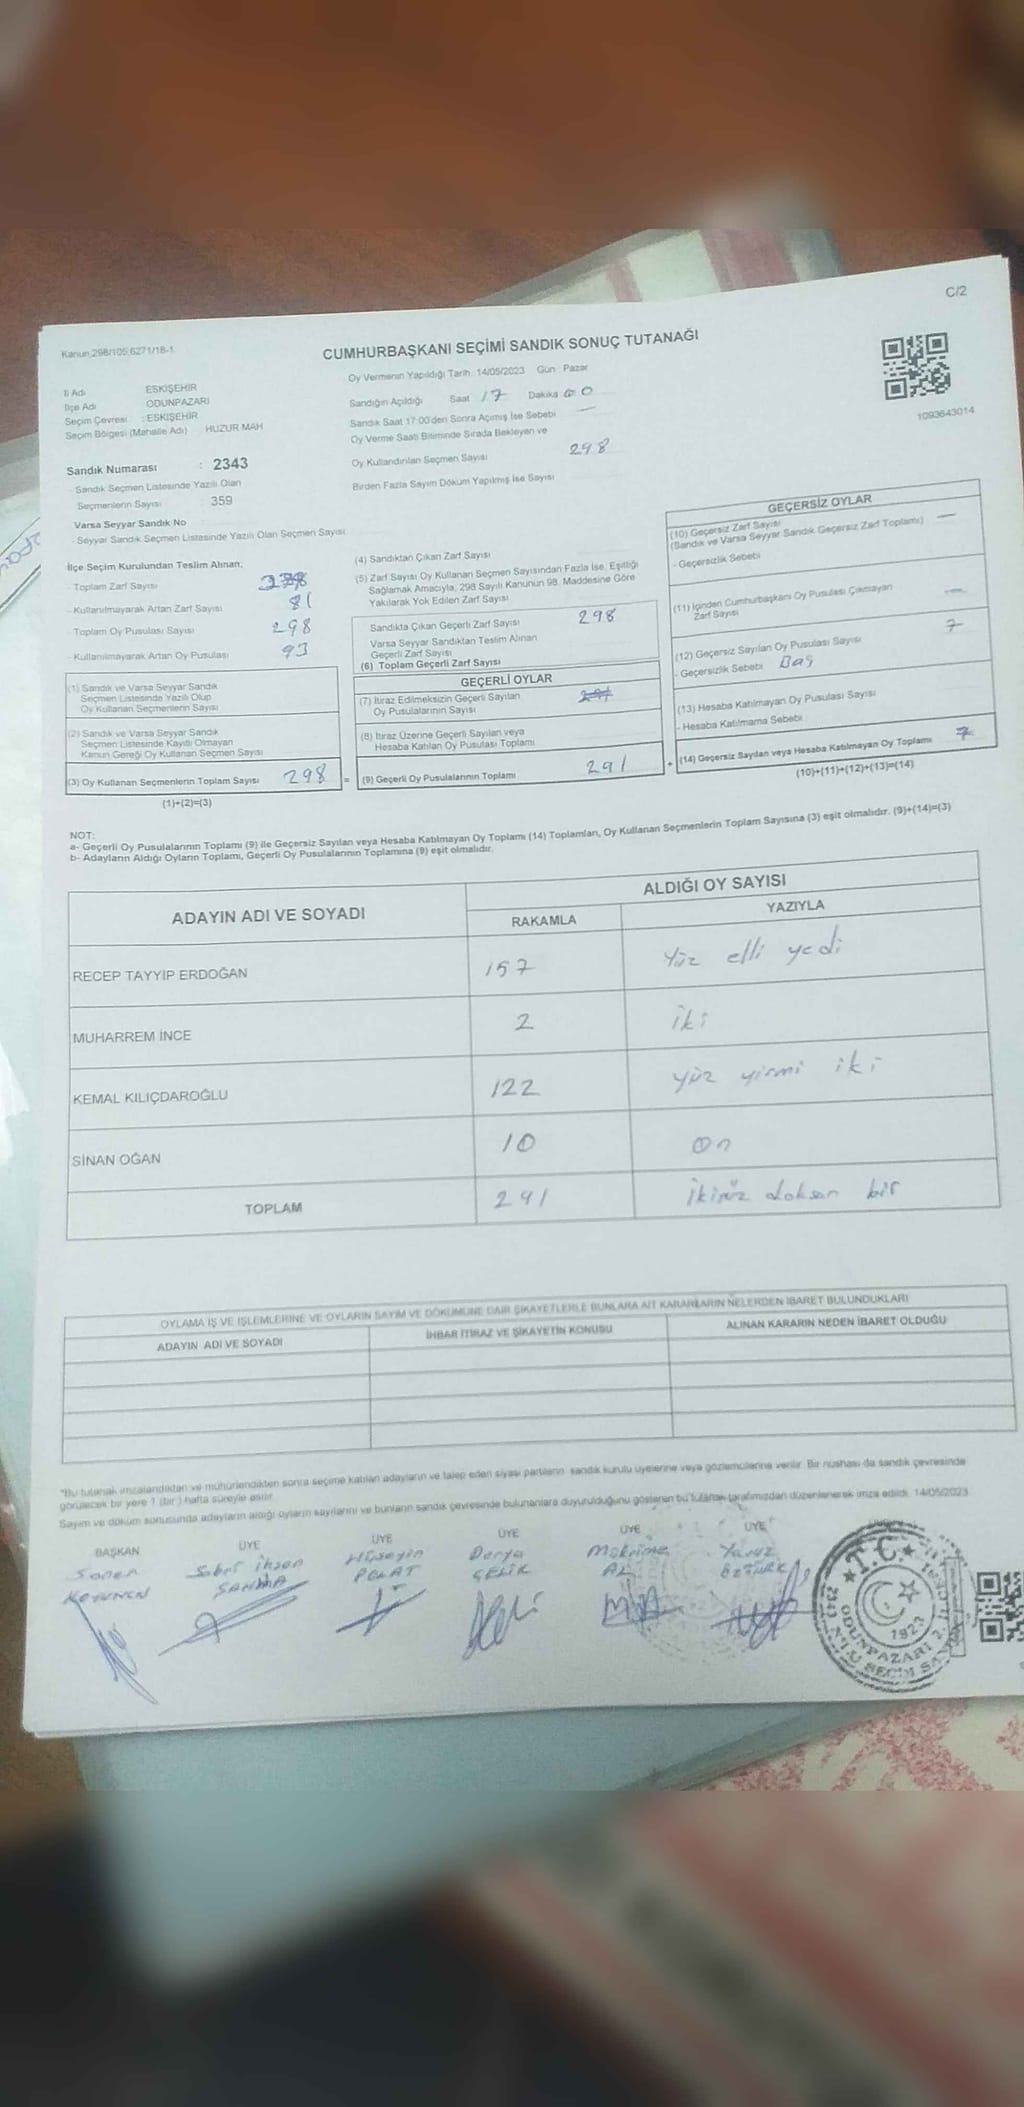 C/2
Kanun:298/105;6271/18-1
CUMHURBAŞKANI SEÇİMİ SANDIK SONUÇ TUTANAĞI
İl Adı : ESKİŞEHİR
İlçe Adı : ODUNPAZARI
Seçim Çevresi : ESKİŞEHİR
Seçim Bölgesi (Mahalle Adı) : HUZUR MAH
Oy Vermenin Yapıldığı Tarih :14/05/2023 Gün : Pazar
Sandığın Açıldığı Saat 17 Dakika 00
Sandık Saat 17:00'den Sonra Açılmış İse Sebebi —
Oy Verme Saati Bitiminde Sırada Bekleyen ve
Oy Kullandırılan Seçmen Sayısı 298
Birden Fazla Sayım Döküm Yapılmış İse Sayısı
1093643014
Sandık Numarası : 2343
- Sandık Seçmen Listesinde Yazılı Olan
Seçmenlerin Sayısı : 359
Varsa Seyyar Sandık No
- Seyyar Sandık Seçmen Listesinde Yazılı Olan Seçmen Sayısı
İlçe Seçim Kurulundan Teslim Alınan;
- Toplam Zarf Sayısı
- Kullanılmayarak Artan Zarf Sayısı 81
- Toplam Oy Pusulası Sayısı 298
- Kullanılmayarak Artan Oy Pusulası 93
(1) Sandık ve Varsa Seyyar Sandık
Seçmen Listesinde Yazılı Olup
Oy Kullanan Seçmenlerin Sayısı
(2) Sandık ve Varsa Seyyar Sandık
Seçmen Listesinde Kayıtlı Olmayan
Kanun Gereği Oy Kullanan Seçmen Sayısı
(3) Oy Kullanan Seçmenlerin Toplam Sayısı 298 =
(1)+(2)=(3)
(4) Sandıktan Çıkan Zarf Sayısı
(5) Zarf Sayısı Oy Kullanan Seçmen Sayısından Fazla İse, Eşitliği
Sağlamak Amacıyla, 298 Sayılı Kanunun 98. Maddesine Göre
Yakılarak Yok Edilen Zarf Sayısı
Sandıkta Çıkan Geçerli Zarf Sayısı 298
Varsa Seyyar Sandıktan Teslim Alınan
Geçerli Zarf Sayısı
(6) Toplam Geçerli Zarf Sayısı
GEÇERLİ OYLAR
(7) İtiraz Edilmeksizin Geçerli Sayılan
Oy Pusulalarının Sayısı
(8) İtiraz Üzerine Geçerli Sayılan veya
Hesaba Katılan Oy Pusulası Toplamı
(9) Geçerli Oy Pusulalarının Toplamı 291 +
GEÇERSİZ OYLAR
(10) Geçersiz Zarf Sayısı —
(Sandık ve Varsa Seyyar Sandık Geçersiz Zarf Toplamı)
- Geçersizlik Sebebi
(11) İçinden Cumhurbaşkanı Oy Pusulası Çıkmayan —
Zarf Sayısı
(12) Geçersiz Sayılan Oy Pusulası Sayısı 7
- Geçersizlik Sebebi Boş
(13) Hesaba Katılmayan Oy Pusulası Sayısı
- Hesaba Katılmama Sebebi
(14) Geçersiz Sayılan veya Hesaba Katılmayan Oy Toplamı 7
(10)+(11)+(12)+(13)=(14)
NOT:
a- Geçerli Oy Pusulalarının Toplamı (9) ile Geçersiz Sayılan veya Hesaba Katılmayan Oy Toplamı (14) Toplamları, Oy Kullanan Seçmenlerin Toplam Sayısına (3) eşit olmalıdır. (9)+(14)=(3)
b- Adayların Aldığı Oyların Toplamı, Geçerli Oy Pusulalarının Toplamına (9) eşit olmalıdır.
ADAYIN ADI VE SOYADI ALDIĞI OY SAYISI
RAKAMLA YAZIYLA
RECEP TAYYİP ERDOĞAN 157 Yüz elli yedi
MUHARREM İNCE 2 iki
KEMAL KILIÇDAROĞLU 122 yüz yirmi iki
SİNAN OĞAN 10 on
TOPLAM 291 ikiyüz doksan bir
OYLAMA İŞ VE İŞLEMLERİNE VE OYLARIN SAYIM VE DÖKÜMÜNE DAİR ŞİKAYETLERLE BUNLARA AİT KARARLARIN NELERDEN İBARET BULUNDUKLARI
ADAYIN ADI VE SOYADI İHBAR İTİRAZ VE ŞİKAYETİN KONUSU ALINAN KARARIN NEDEN İBARET OLDUĞU
"Bu tutanak imzalandıktan ve mühürlendikten sonra seçime katılan adayların ve talep eden siyasi partilerin sandık kurulu üyelerine veya gözlemcilerine verilir. Bir nüshası da sandık çevresinde
görülecek bir yere 1 (bir ) hafta süreyle asılır.
Sayım ve döküm sonucunda adayların aldığı oyların sayılarını ve bunların sandık çevresinde bulunanlara duyurulduğunu gösteren bu tutanak tarafımızdan düzenlenerek imza edildi. 14/05/2023
BAŞKAN ÜYE ÜYE ÜYE ÜYE ÜYE
Soner Sabri ihsan Hüseyin Derya Yavuz
POLAT ÇELİK ÖZTÜRK
T.C.
1923
ODUNPAZARI 2.
2343 NO'LU SEÇİM